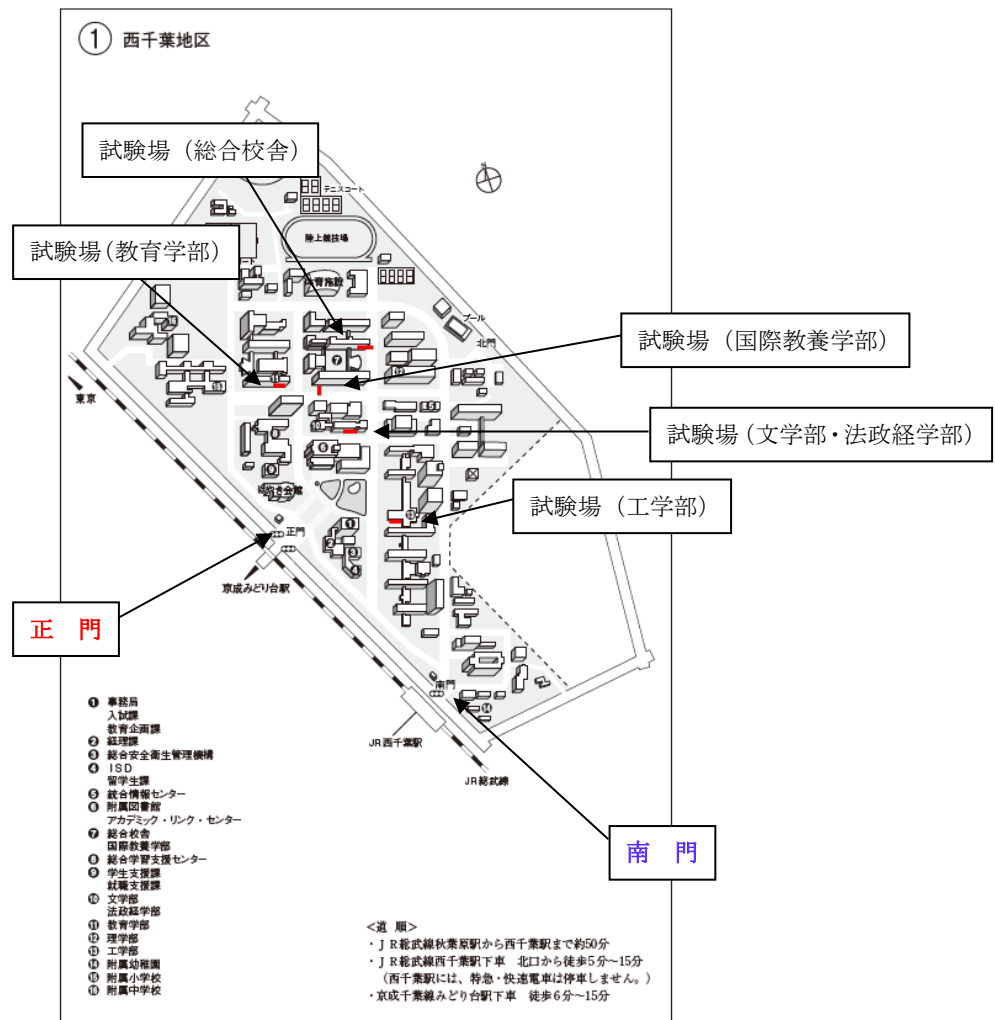 ① 西千葉地区
試験場（総合校舎）
テニスコート
陸上競技場
試験場（教育学部）
ート
体育施設
プール
北門
試験場（国際教養学部）
東京
試験場（文学部・法政経学部）
けやき会館
試験場（工学部）
正門
京成みどり台駅
正　門
南門
JR西千葉駅
JR総武線
南　門
❶ 事務局
入試課
教育企画課
❷ 経理課
❸ 総合安全衛生管理機構
❹ ISD
留学生課
❺ 統合情報センター
❻ 附属図書館
アカデミック・リンク・センター
❼ 総合校舎
国際教養学部
❽ 総合学習支援センター
❾ 学生支援課
就職支援課
❿ 文学部
法政経学部
⓫ 教育学部
⓬ 理学部
⓭ 工学部
⓮ 附属幼稚園
⓯ 附属小学校
⓰ 附属中学校
<道 順>
・ＪＲ総武線秋葉原駅から西千葉駅まで約50分
・ＪＲ総武線西千葉駅下車　北口から徒歩５分～15分
（西千葉駅には、特急・快速電車は停車しません。）
・京成千葉線みどり台駅下車　徒歩６分～15分